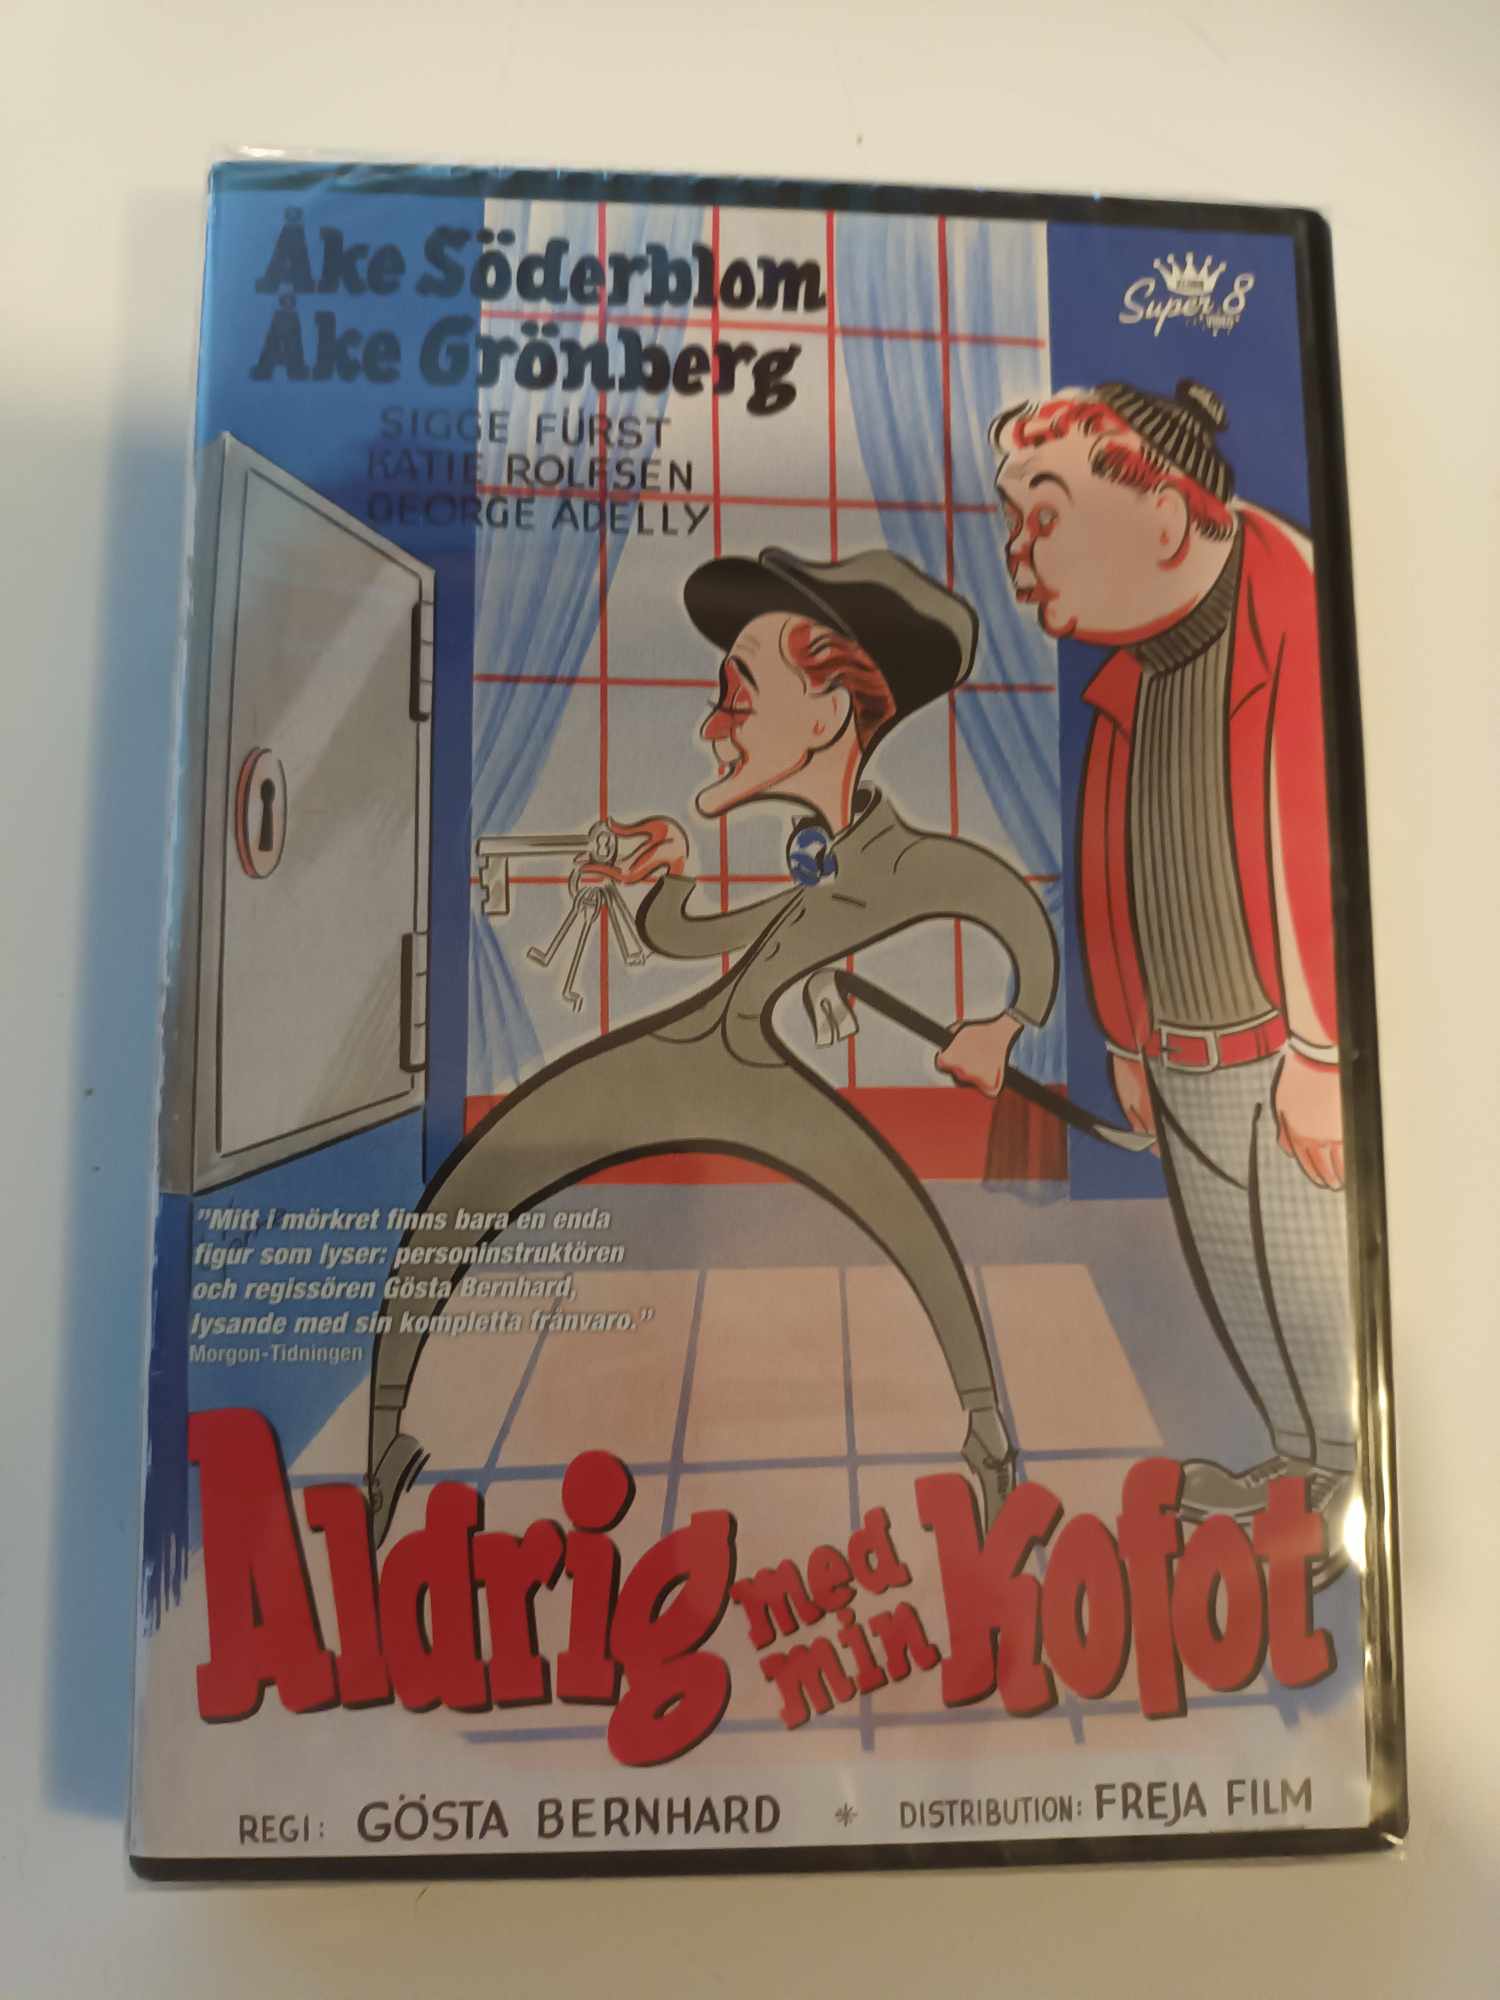 Åke Söderblom
Åke Grönberg
SIGGE FÜRST
KATIE ROLFSEN
GEORGE ADELLY
Super 8
VIDEO
"Mitt i mörkret finns bara en enda
figur som lyser: personinstruktören
och regissören Gösta Bernhard,
lysande med sin kompletta frånvaro."
Morgon-Tidningen
Aldrig med min Kofot
REGI: GÖSTA BERNHARD * DISTRIBUTION: FREJA FILM